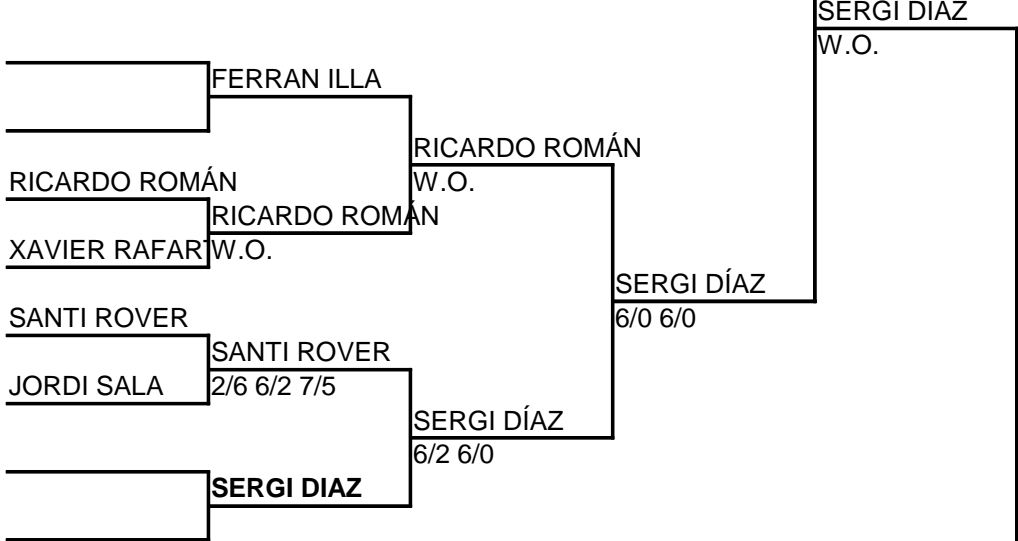 SERGI DIAZ
W.O.
FERRAN ILLA
RICARDO ROMÁN
W.O.
RICARDO ROMÁN
RICARDO ROMÁN
XAVIER RAFART
W.O.
SERGI DÍAZ
6/0 6/0
SANTI ROVER
SANTI ROVER
JORDI SALA
2/6 6/2 7/5
SERGI DÍAZ
6/2 6/0
SERGI DIAZ